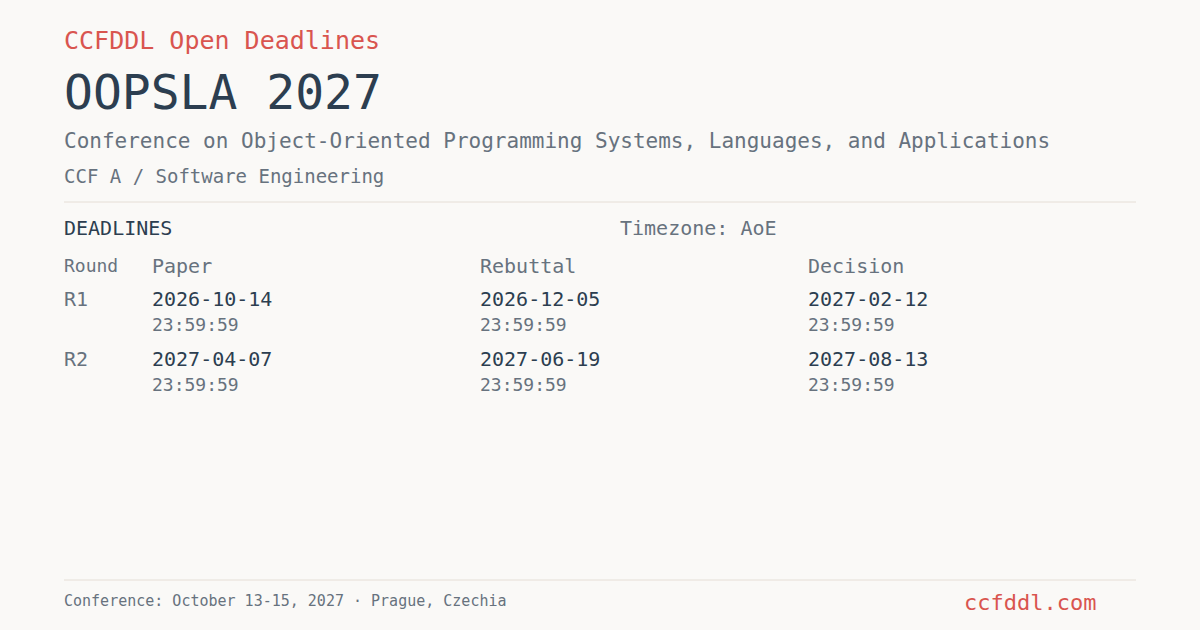 CCFDDL Open Deadlines
OOPSLA 2027
Conference on Object-Oriented Programming Systems, Languages, and Applications
CCF A / Software Engineering
DEADLINES Timezone: AoE
Round Paper Rebuttal Decision
R1 2026-10-14 2026-12-05 2027-02-12
23:59:59 23:59:59 23:59:59
R2 2027-04-07 2027-06-19 2027-08-13
23:59:59 23:59:59 23:59:59
Conference: October 13-15, 2027 · Prague, Czechia ccfddl.com